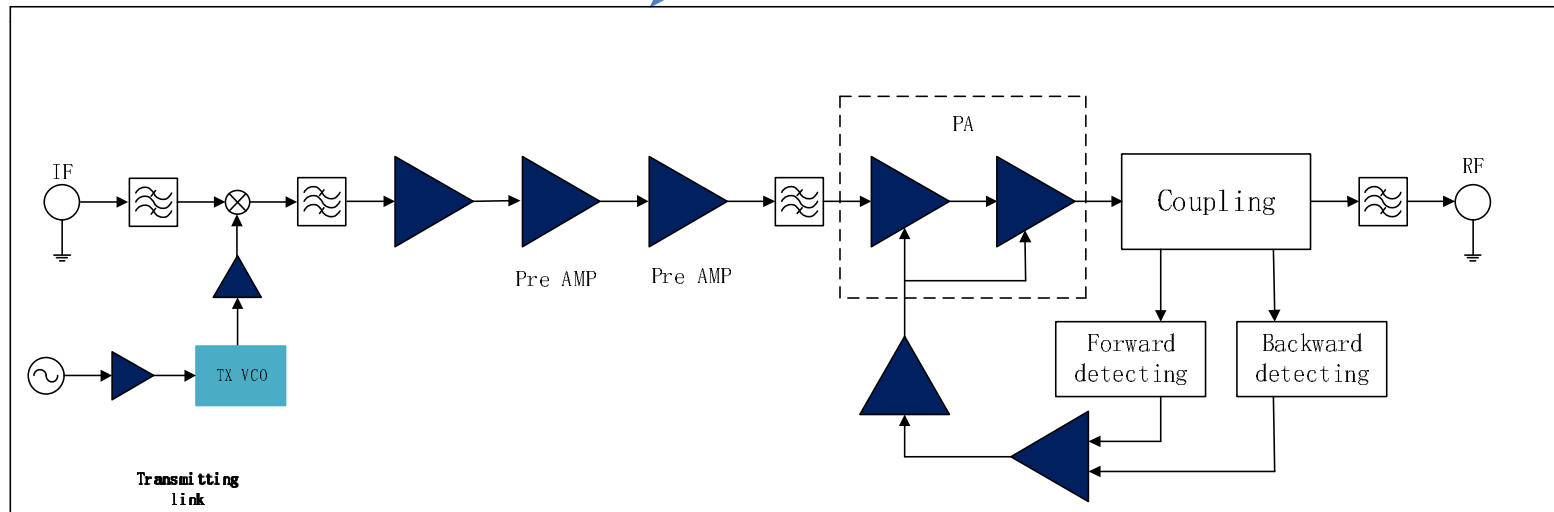 PA
IF
RF
Coupling
Pre AMP
Pre AMP
Forward
detecting
Backward
detecting
TX VCO
Transmitting
link